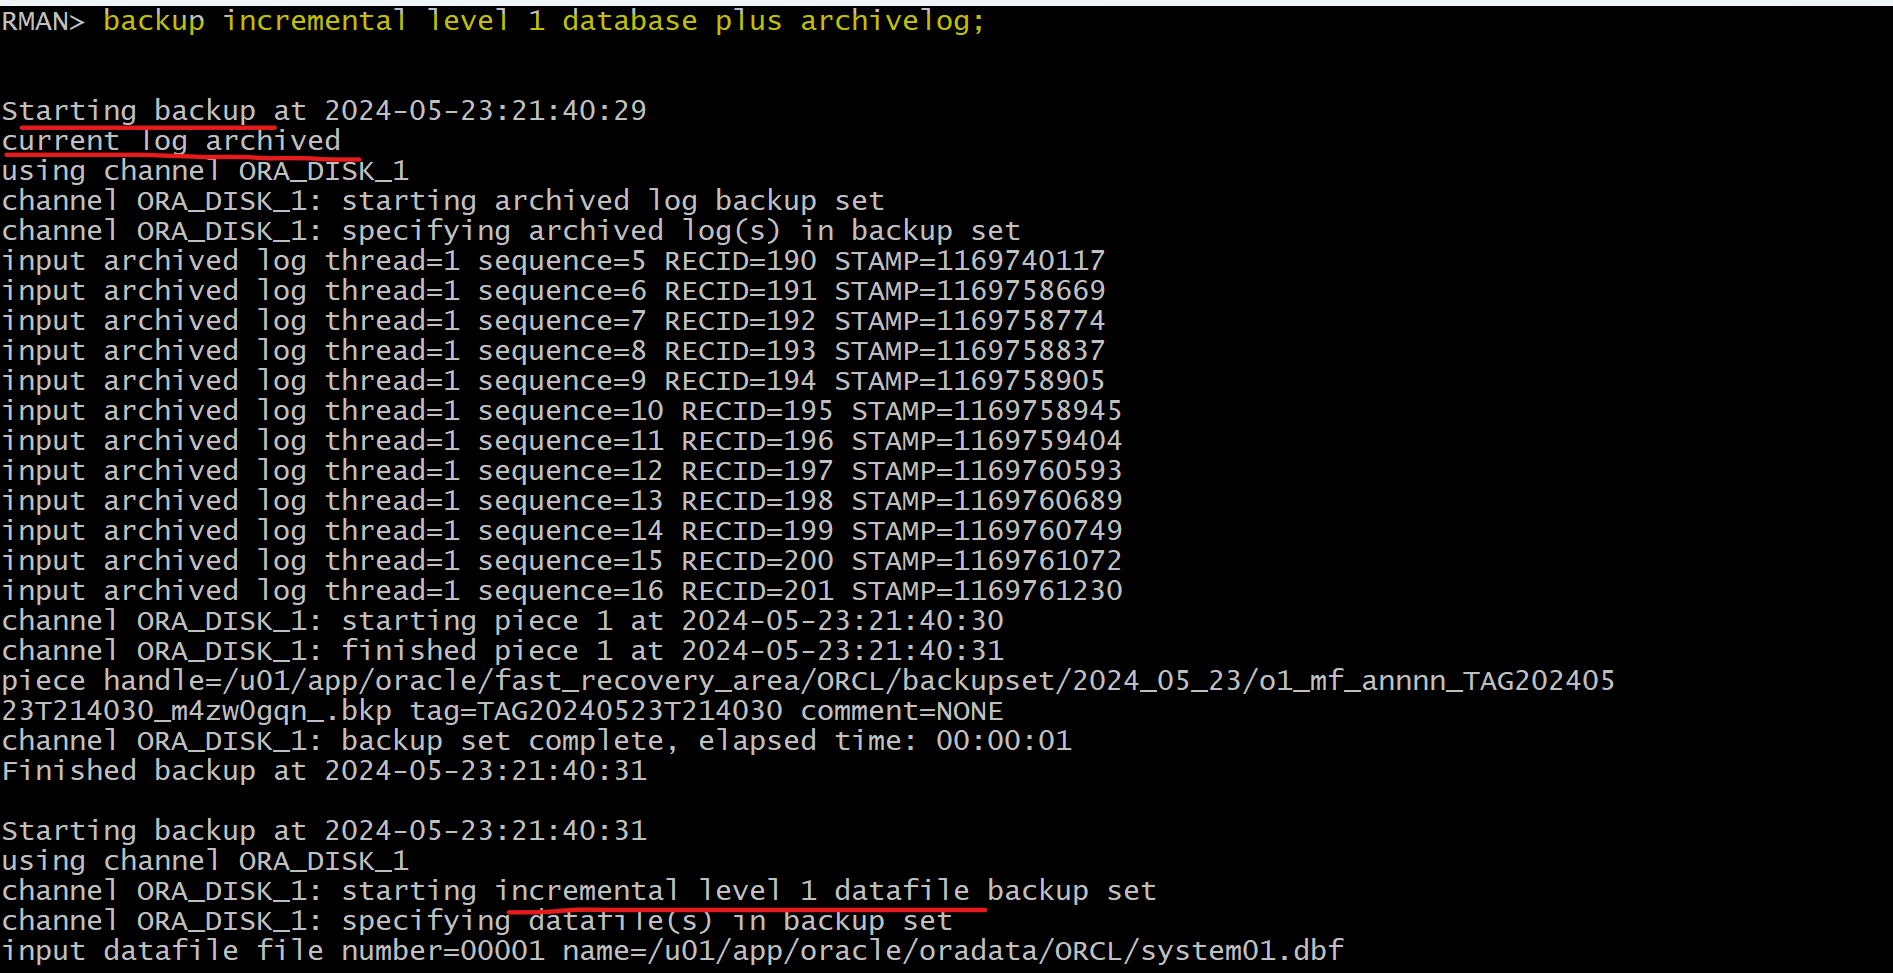 RMAN> backup incremental level 1 database plus archivelog;
Starting backup at 2024-05-23:21:40:29
current log archived
using channel ORA_DISK_1
channel ORA_DISK_1: starting archived log backup set
channel ORA_DISK_1: specifying archived log(s) in backup set
input archived log thread=1 sequence=5 RECID=190 STAMP=1169740117
input archived log thread=1 sequence=6 RECID=191 STAMP=1169758669
input archived log thread=1 sequence=7 RECID=192 STAMP=1169758774
input archived log thread=1 sequence=8 RECID=193 STAMP=1169758837
input archived log thread=1 sequence=9 RECID=194 STAMP=1169758905
input archived log thread=1 sequence=10 RECID=195 STAMP=1169758945
input archived log thread=1 sequence=11 RECID=196 STAMP=1169759404
input archived log thread=1 sequence=12 RECID=197 STAMP=1169760593
input archived log thread=1 sequence=13 RECID=198 STAMP=1169760689
input archived log thread=1 sequence=14 RECID=199 STAMP=1169760749
input archived log thread=1 sequence=15 RECID=200 STAMP=1169761072
input archived log thread=1 sequence=16 RECID=201 STAMP=1169761230
channel ORA_DISK_1: starting piece 1 at 2024-05-23:21:40:30
channel ORA_DISK_1: finished piece 1 at 2024-05-23:21:40:31
piece handle=/u01/app/oracle/fast_recovery_area/ORCL/backupset/2024_05_23/o1_mf_annnn_TAG202405
23T214030_m4zw0gqn_.bkp tag=TAG20240523T214030 comment=NONE
channel ORA_DISK_1: backup set complete, elapsed time: 00:00:01
Finished backup at 2024-05-23:21:40:31
Starting backup at 2024-05-23:21:40:31
using channel ORA_DISK_1
channel ORA_DISK_1: starting incremental level 1 datafile backup set
channel ORA_DISK_1: specifying datafile(s) in backup set
input datafile file number=00001 name=/u01/app/oracle/oradata/ORCL/system01.dbf